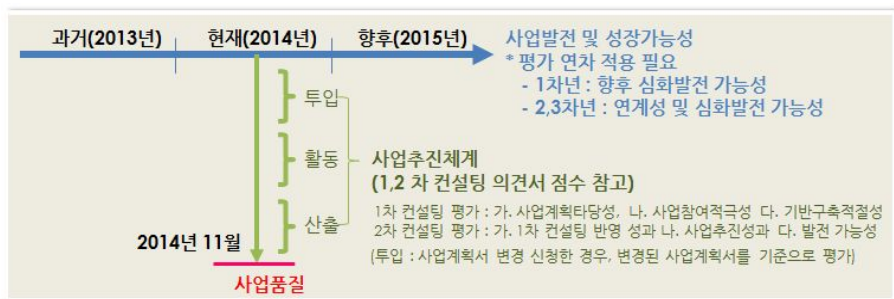 과거(2013년) 현재(2014년) 향후(2015년)
사업발전 및 성장가능성
* 평가 연차 적용 필요
- 1차년 : 향후 심화발전 가능성
- 2,3차년 : 연계성 및 심화발전 가능성
투입
활동
산출
사업추진체계
(1,2 차 컨설팅 의견서 점수 참고)
1차 컨설팅 평가 : 가. 사업계획타당성, 나. 사업참여적극성 다. 기반구축적절성
2차 컨설팅 평가 : 가. 1차 컨설팅 반영 성과 나. 사업추진성과 다. 발전 가능성
(투입 : 사업계획서 변경 신청한 경우, 변경된 사업계획서를 기준으로 평가)
2014년 11월
사업품질